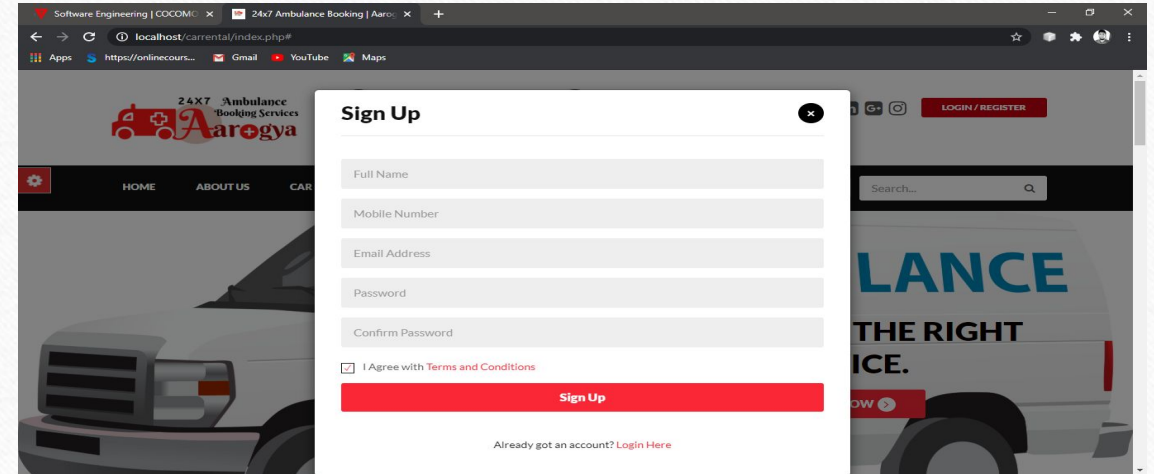 Software Engineering | COCOMO
24x7 Ambulance Booking | Aarog
localhost/carrental/index.php#
Apps
https://onlinecours...
Gmail
YouTube
Maps
24X7 Ambulance
Booking Services
Aarogya
Sign Up
LOGIN / REGISTER
HOME
ABOUT US
CAR
Search...
Full Name
Mobile Number
Email Address
Password
Confirm Password
I Agree with Terms and Conditions
Sign Up
Already got an account? Login Here
LANCE
THE RIGHT
ICE.
OW